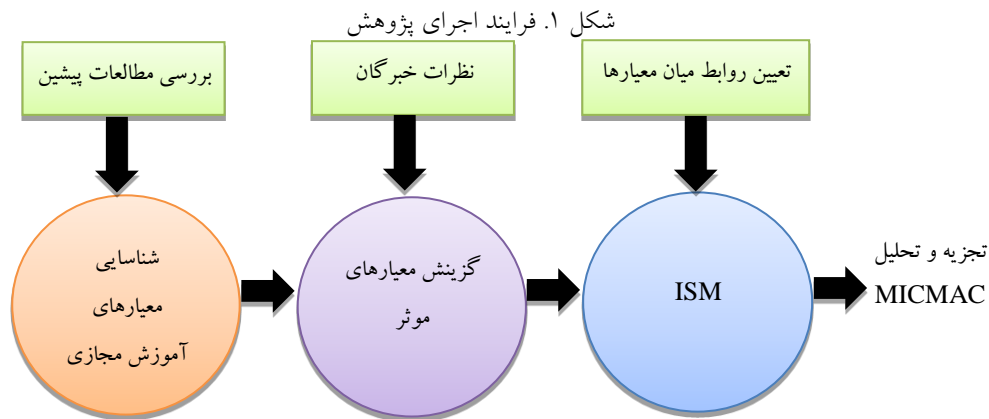 شکل ۱. فرایند اجرای پژوهش
بررسی مطالعات پیشین
نظرات خبرگان
تعیین روابط میان معیارها
شناسایی
معیارهای
آموزش مجازی
گزینش معیارهای
موثر
ISM
تجزیه و تحلیل
MICMAC